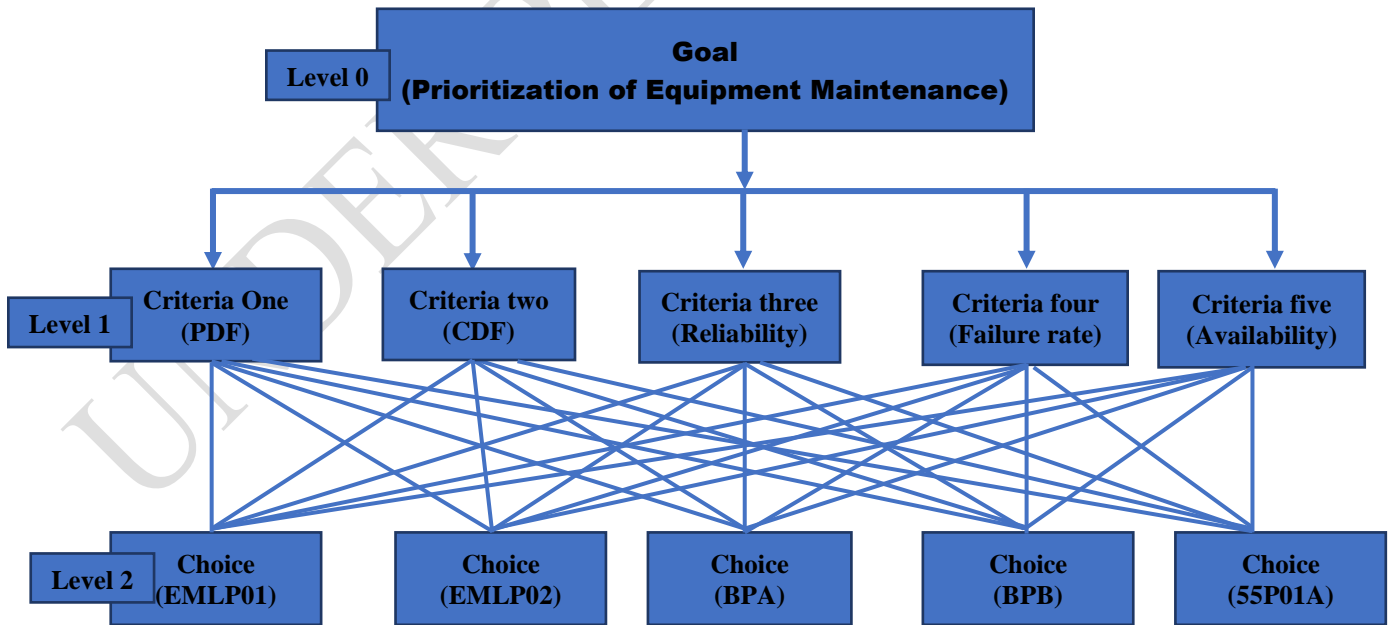 Goal
Level 0
(Prioritization of Equipment Maintenance)
Level 1
Criteria One
(PDF)
Criteria two
(CDF)
Criteria three
(Reliability)
Criteria four
(Failure rate)
Criteria five
(Availability)
Level 2
Choice
(EMLP01)
Choice
(EMLP02)
Choice
(BPA)
Choice
(BPB)
Choice
(55P01A)
UNDER